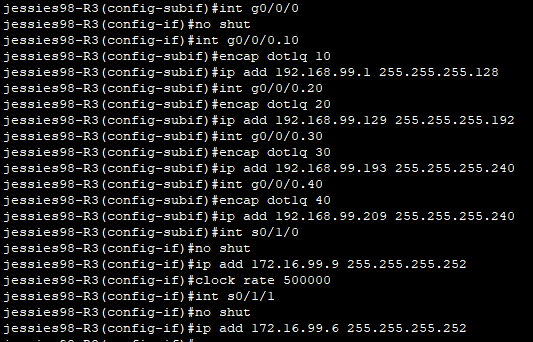 jessies98-R3(config-subif)#int g0/0/0
jessies98-R3(config-if)#no shut
jessies98-R3(config-if)#int g0/0/0.10
jessies98-R3(config-subif)#encap dot1q 10
jessies98-R3(config-subif)#ip add 192.168.99.1 255.255.255.128
jessies98-R3(config-subif)#int g0/0/0.20
jessies98-R3(config-subif)#encap dot1q 20
jessies98-R3(config-subif)#ip add 192.168.99.129 255.255.255.192
jessies98-R3(config-subif)#int g0/0/0.30
jessies98-R3(config-subif)#encap dot1q 30
jessies98-R3(config-subif)#ip add 192.168.99.193 255.255.255.240
jessies98-R3(config-subif)#int g0/0/0.40
jessies98-R3(config-subif)#encap dot1q 40
jessies98-R3(config-subif)#ip add 192.168.99.209 255.255.255.240
jessies98-R3(config-subif)#int s0/1/0
jessies98-R3(config-if)#no shut
jessies98-R3(config-if)#ip add 172.16.99.9 255.255.255.252
jessies98-R3(config-if)#clock rate 500000
jessies98-R3(config-if)#int s0/1/1
jessies98-R3(config-if)#no shut
jessies98-R3(config-if)#ip add 172.16.99.6 255.255.255.252